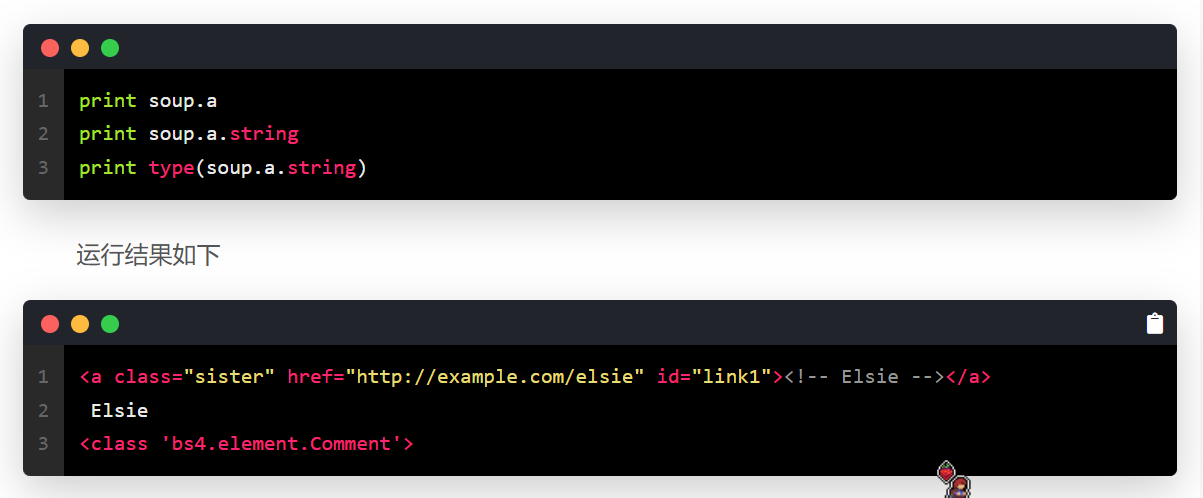 1 print soup.a
2 print soup.a.string
3 print type(soup.a.string)
运行结果如下
1 <a class="sister" href="http://example.com/elsie" id="link1"><!-- Elsie --></a>
2  Elsie
3 <class 'bs4.element.Comment'>